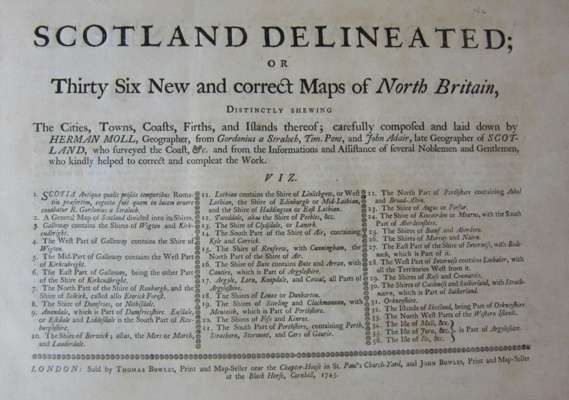 SCOTLAND DELINEATED;
OR
Thirty Six New and correct Maps of North Britain,
DISTINCTLY SHEWING
The Cities, Towns, Coasts, Firths, and Islands thereof; carefully composed and laid down by
HERMAN MOLL, Geographer, from Gordonius a Straloch, Tim. Pont, and John Adair, late Geographer of SCOT-
LAND, who surveyed the Coast, &c. and from the Informations and Assistance of several Noblemen and Gentlemen,
who kindly helped to correct and compleat the Work.
VIZ.
1. SCOTIA Antiqua qualis priscis temporibus Roma-
nis præsertim, cognita fuit quam in lucem eruere
conabatur R. Gordonius a Straloch.
2. A General Map of Scotland divided into its Shires.
3. Galloway contains the Shires of Wigton and Kirk-
cudbright.
4. The West Part of Galloway contains the Shire of
Wigton.
5. The Mid-Part of Galloway contains the West Part
of Kirkcudbright.
6. The East Part of Galloway, being the other Part
of the Shire of Kirkcudbright.
7. The North Part of the Roxburgh, and the
Shire of Selkirk, called also Etterick Forest.
8. The Shire of Dumfries, or Nithisdale.
9. Anandale, which is Part of Dumfriesshire, Eusdale,
or Eskdale and Liddesdale is the South Part of Rox-
burghshire.
10. The Shire of Berwick; alias, the Mers or March,
and Lauderdale.
11. Lothian contains the Shire of Linlithgow, or West
Lothian, the Shire of Edinburgh or Mid-Lothian,
and the Shire of Haddington or East Lothian.
12. Tweddale, alias the Shire of Peebles, &c.
13. The Shire of Clydsdale, or Lanerk.
14. The South Part of the Shire of Air, containing
Kyle and Carrick.
15. The Shire of Renfrew, with Cunningham, the
North Part of the Shire of Air.
16. The Shire of Bute contains Bute and Arran, with
Cantire, which is Part of Argyleshire.
17. Argyle, Lorn, Knapdale, and Cowal, all Parts of
Argyleshire.
18. The Shires of Lenox or Dumbarton.
19. The Shires of Sterling and Clackmannan, with
Menteith, which is Part of Perthshire.
20. The Shires of Fife and Kinros.
21. The South Part of Perthshire, containing Perth,
Strathern, Stormont, and Cars of Gourie.
22. The North Part of Perthshire containing Athol
and Broad-Albin.
23. The Shire of Angus or Forfar.
24. The Shire of Kincardin or Mearns, with the South
Part of Aberdeenshire.
25. The Shires of Bamf and Aberdeen.
26. The Shires of Murray and Nairn.
27. The East Part of the Shire of Inverness, with Bade-
noch, which is Part of it.
28. The West Part of Inverness contains Lochaber, with
all the Territories West from it.
29. The Shires of Ross and Cromartie.
30. The Shires of Caithness and Sutherland, with Strath-
navern, which is Part of Sutherland.
31. Orkneyshire.
32. The Islands of Shetland, being Part of Orkneyshire.
33. The North Part of the Western Islands.
34. The Isle of Mull, &c.
35. The Isle of Jura, &c. is Part of Argyleshire.
36. The Isle of Ila, &c.
LONDON: Sold by THOMAS BOWLES, Print and Map-Seller near the Chapter-House in St. Paul's Church-Yard, and JOHN BOWLES, Print and Map-Seller
at the Black Horse, Cornhill, 1745.